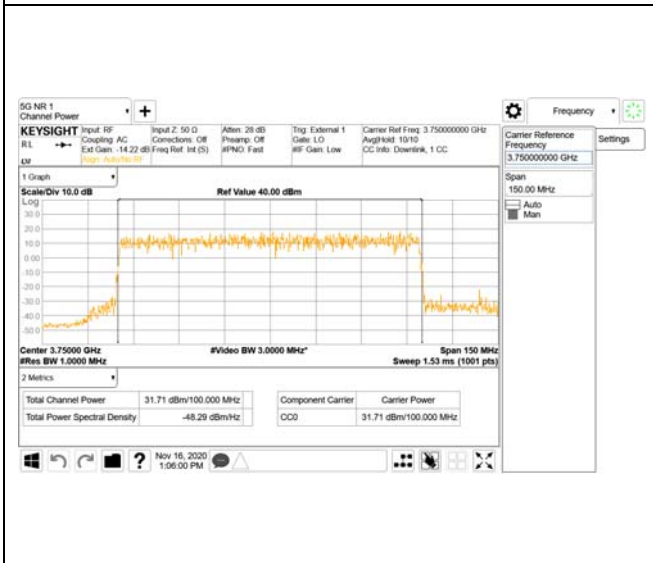 5G NR 1
Channel Power
Frequency
KEYSIGHT
RL
Input: RF
Coupling: AC
Ext Gain: -14.22 dB
Align: Auto/No RF
Input Z: 50 Ω
Corrections: Off
Freq Ref: Int (S)
Atten: 28 dB
Preamp: Off
#PNO: Fast
Trig: External 1
Gate: LO
#IF Gain: Low
Carrier Ref Freq: 3.750000000 GHz
Avg|Hold: 10/10
CC Info: Downlink, 1 CC
Carrier Reference
Frequency
3.750000000 GHz
Settings
Span
150.00 MHz
Auto
Man
1 Graph
Scale/Div 10.0 dB
Ref Value 40.00 dBm
Log
30.0
20.0
10.0
0.00
-10.0
-20.0
-30.0
-40.0
-50.0
Center 3.75000 GHz
#Video BW 3.0000 MHz*
Span 150 MHz
#Res BW 1.0000 MHz
Sweep 1.53 ms (1001 pts)
2 Metrics
Total Channel Power 31.71 dBm/100.000 MHz
Total Power Spectral Density -48.29 dBm/Hz
Component Carrier Carrier Power
CC0 31.71 dBm/100.000 MHz
?
Nov 16, 2020
1:06:00 PM